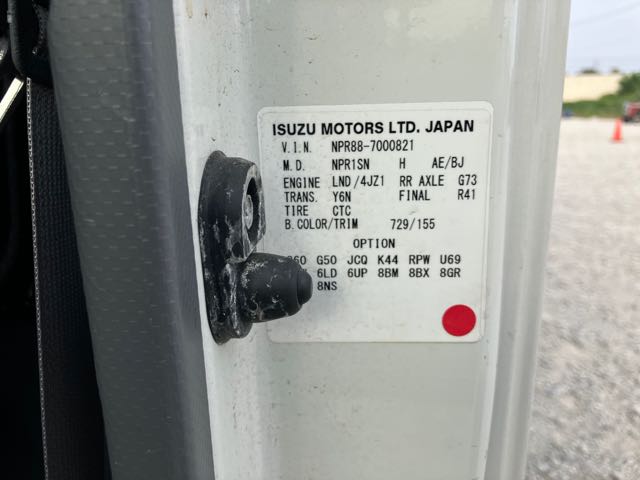 ISUZU MOTORS LTD. JAPAN
V.I.N. NPR88-7000821
M.D. NPR1SN H AE/BJ
ENGINE LND/4JZ1 RR AXLE G73
TRANS. Y6N FINAL R41
TIRE CTC
B.COLOR/TRIM 729/155
OPTION
G50 JCQ K44 RPW U69
6LD 6UP 8BM 8BX 8GR
8NS